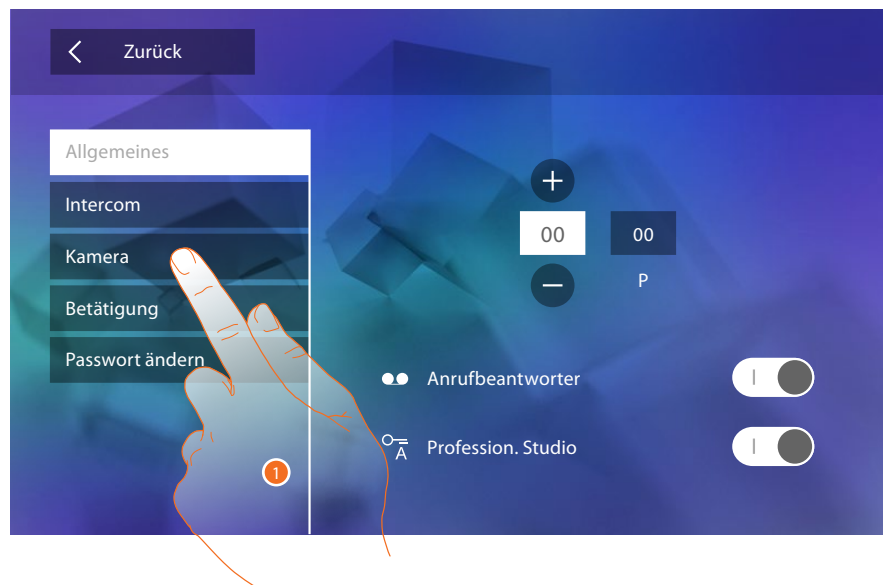 Zurück
Allgemeines
Intercom
Kamera
Betätigung
Passwort ändern
00 00
P
Anrufbeantworter
A Profession. Studio
1